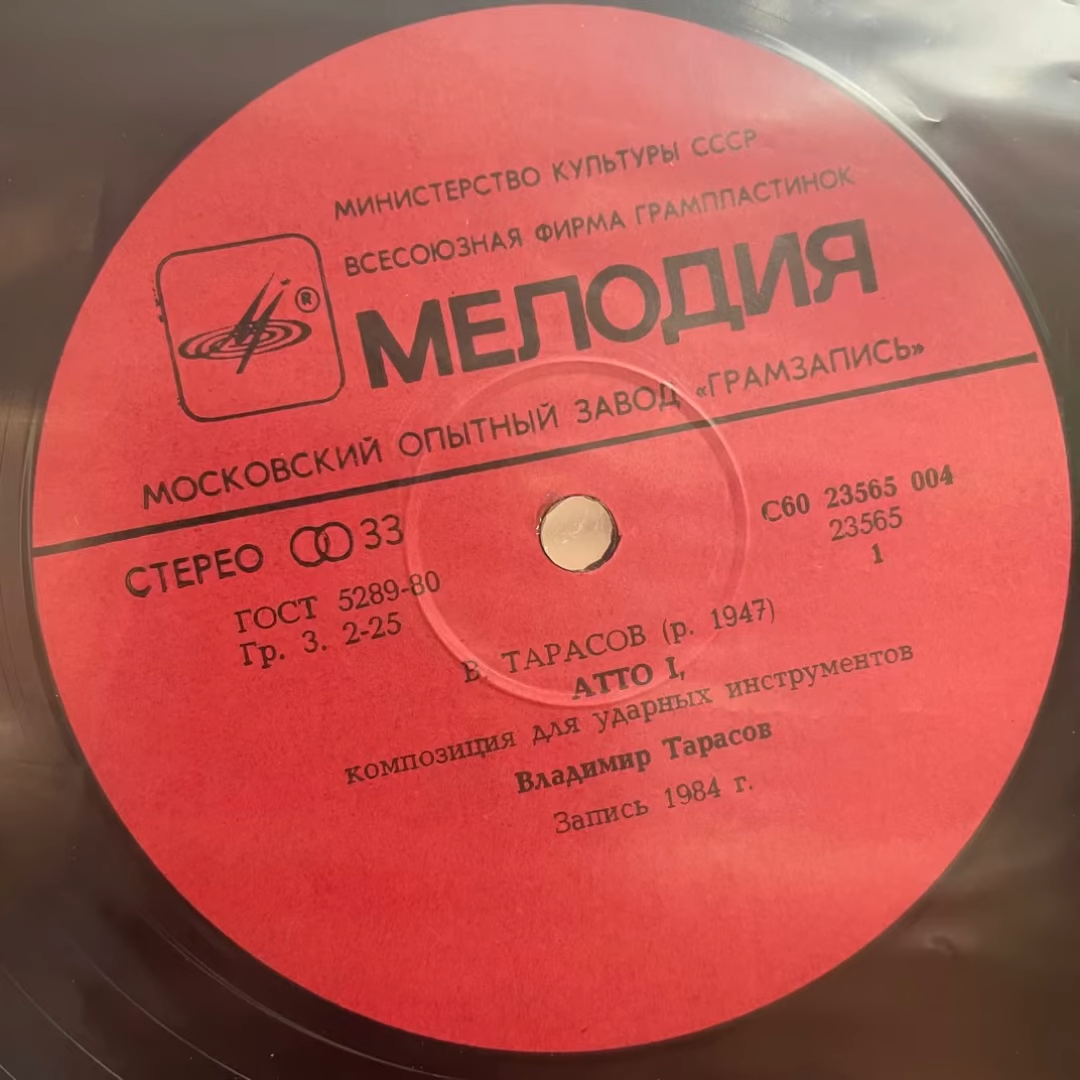 МИНИСТЕРСТВО КУЛЬТУРЫ СССР
ВСЕСОЮЗНАЯ ФИРМА ГРАМПЛАСТИНОК
®
МЕЛОДИЯ
МОСКОВСКИЙ ОПЫТНЫЙ ЗАВОД «ГРАМЗАПИСЬ»
СТЕРЕО 33
С60 23565 004
ГОСТ 5289-80
23565
Гр. 3. 2-25
1
В. ТАРАСОВ (р. 1947)
АТТО I,
композиция для ударных инструментов
Владимир Тарасов
Запись 1984 г.